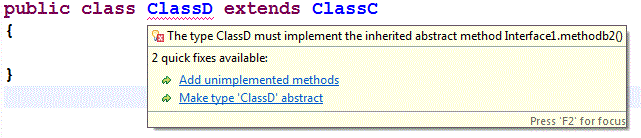 public class ClassD extends ClassC
{
The type ClassD must implement the inherited abstract method Interface1.methodb2()
2 quick fixes available:
Add unimplemented methods
}
Make type 'ClassD' abstract
Press 'F2' for focus